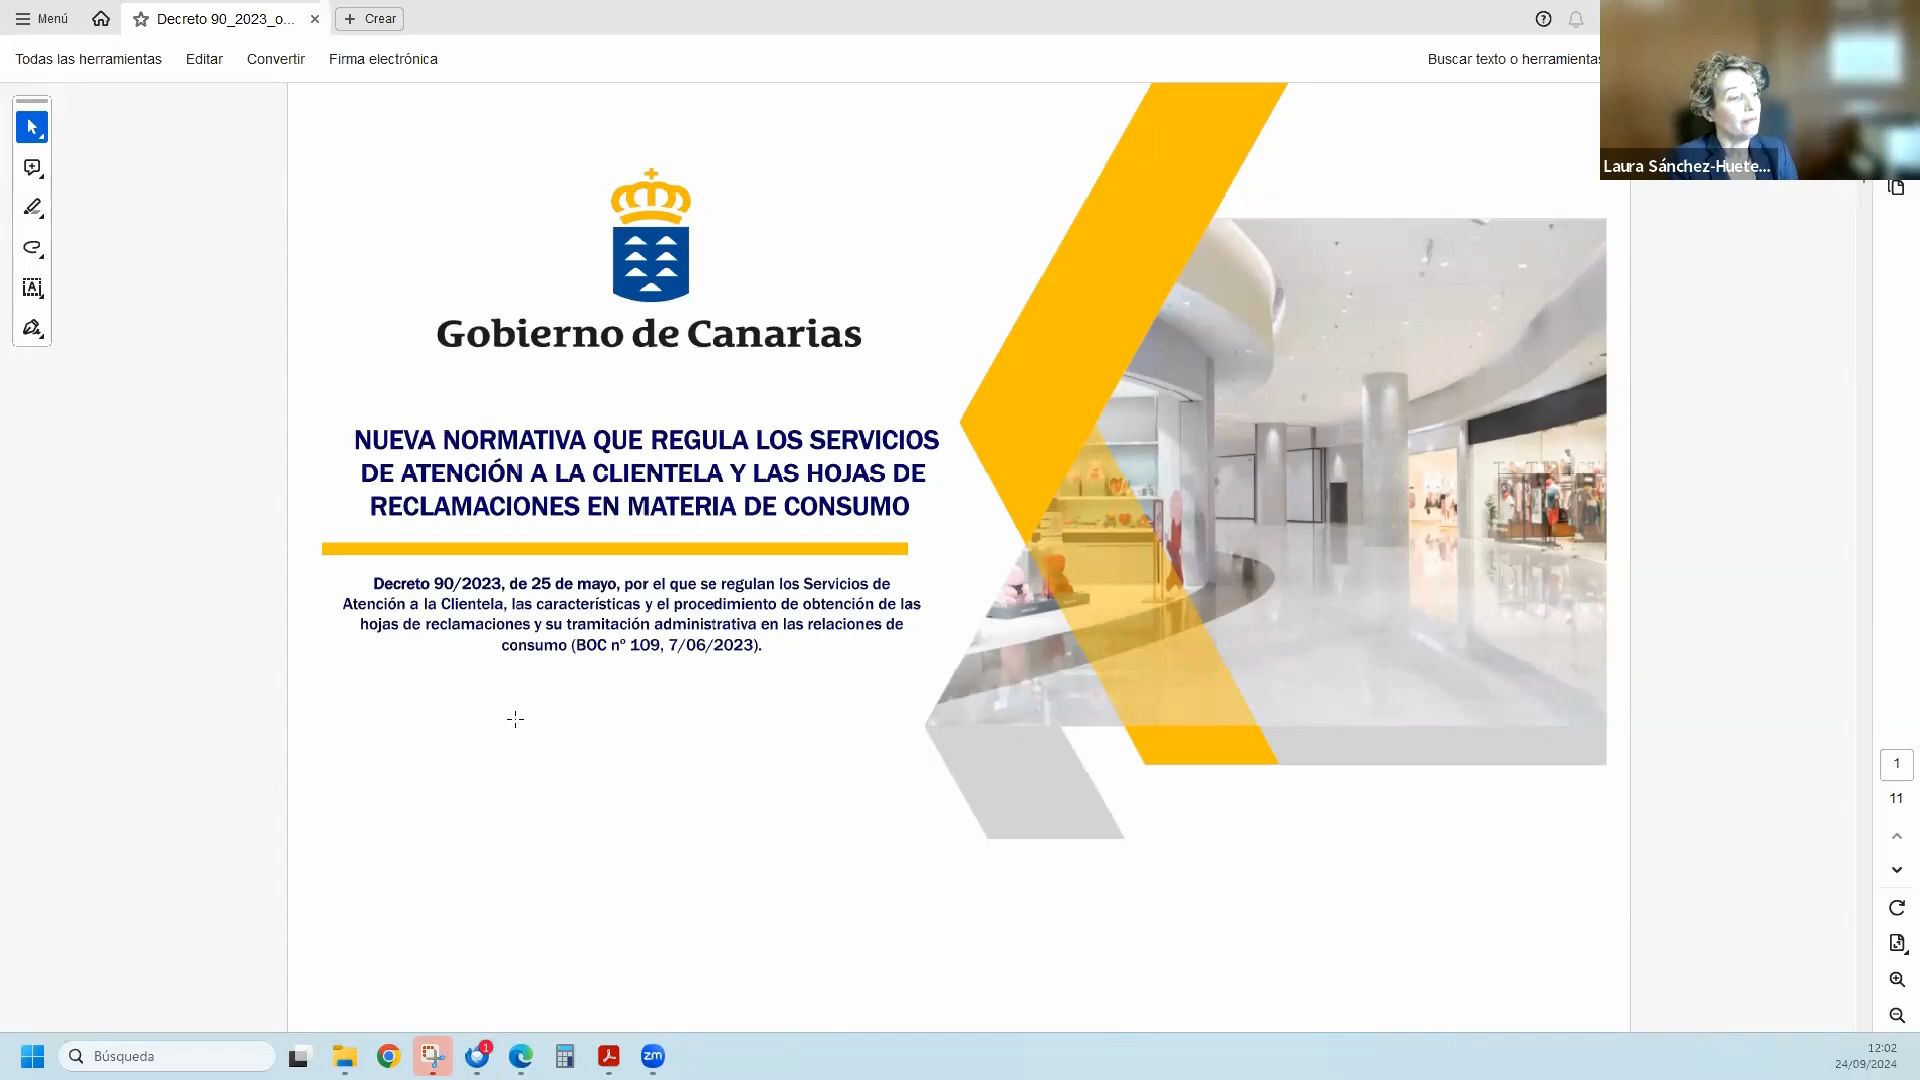 Menú
Decreto 90_2023_o...
Crear
Todas las herramientas
Editar
Convertir
Firma electrónica
Buscar texto o herramientas
Laura Sánchez-Huete...
Gobierno de Canarias
NUEVA NORMATIVA QUE REGULA LOS SERVICIOS
DE ATENCIÓN A LA CLIENTELA Y LAS HOJAS DE
RECLAMACIONES EN MATERIA DE CONSUMO
Decreto 90/2023, de 25 de mayo, por el que se regulan los Servicios de
Atención a la Clientela, las características y el procedimiento de obtención de las
hojas de reclamaciones y su tramitación administrativa en las relaciones de
consumo (BOC nº 109, 7/06/2023).
1
11
Búsqueda
1
zm
12:02
24/09/2024